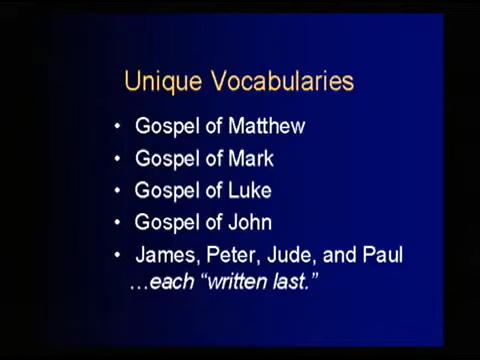 Unique Vocabularies
• Gospel of Matthew
• Gospel of Mark
• Gospel of Luke
• Gospel of John
• James, Peter, Jude, and Paul
…each “written last.”